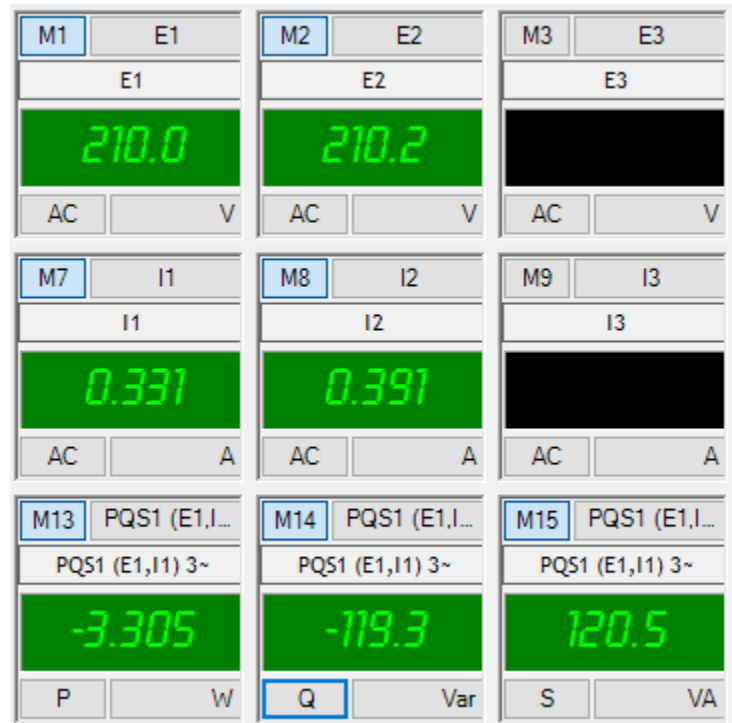 M1 E1 M2 E2 M3 E3
E1 E2 E3
210.0 210.2
AC V AC V AC V
M7 I1 M8 I2 M9 I3
I1 I2 I3
0.331 0.391
AC A AC A AC A
M13 PQS1 (E1,I... M14 PQS1 (E1,I... M15 PQS1 (E1,I...
PQS1 (E1,I1) 3~ PQS1 (E1,I1) 3~ PQS1 (E1,I1) 3~
-3.305 -119.3 120.5
P W Q Var S VA